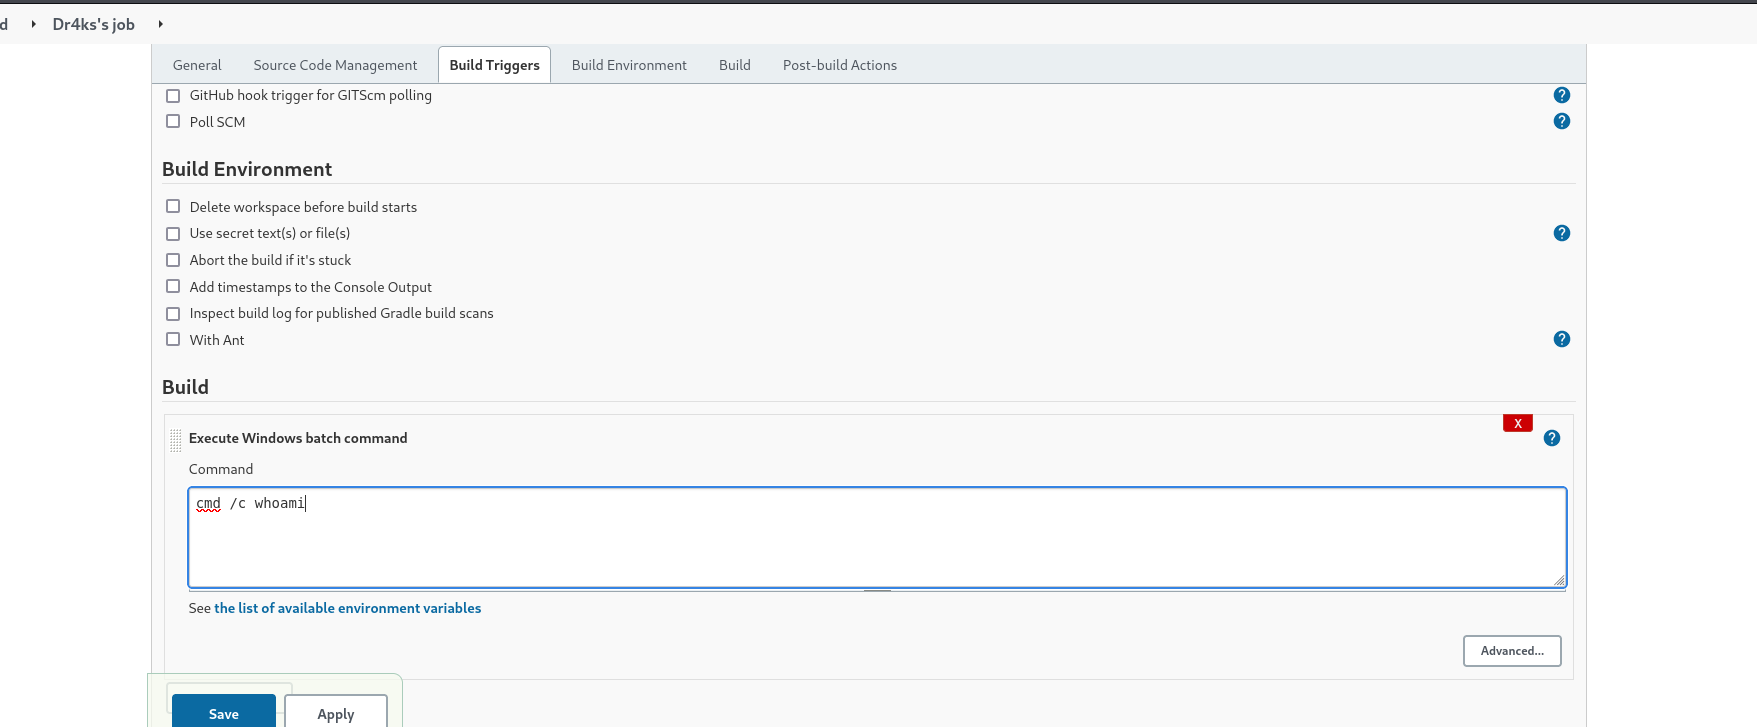 d Dr4ks's job
General Source Code Management Build Triggers Build Environment Build Post-build Actions
GitHub hook trigger for GITScm polling ?
Poll SCM ?
Build Environment
Delete workspace before build starts
Use secret text(s) or file(s) ?
Abort the build if it's stuck
Add timestamps to the Console Output
Inspect build log for published Gradle build scans
With Ant ?
Build
X
Execute Windows batch command ?
Command
cmd /c whoami
See the list of available environment variables
Advanced...
Save Apply